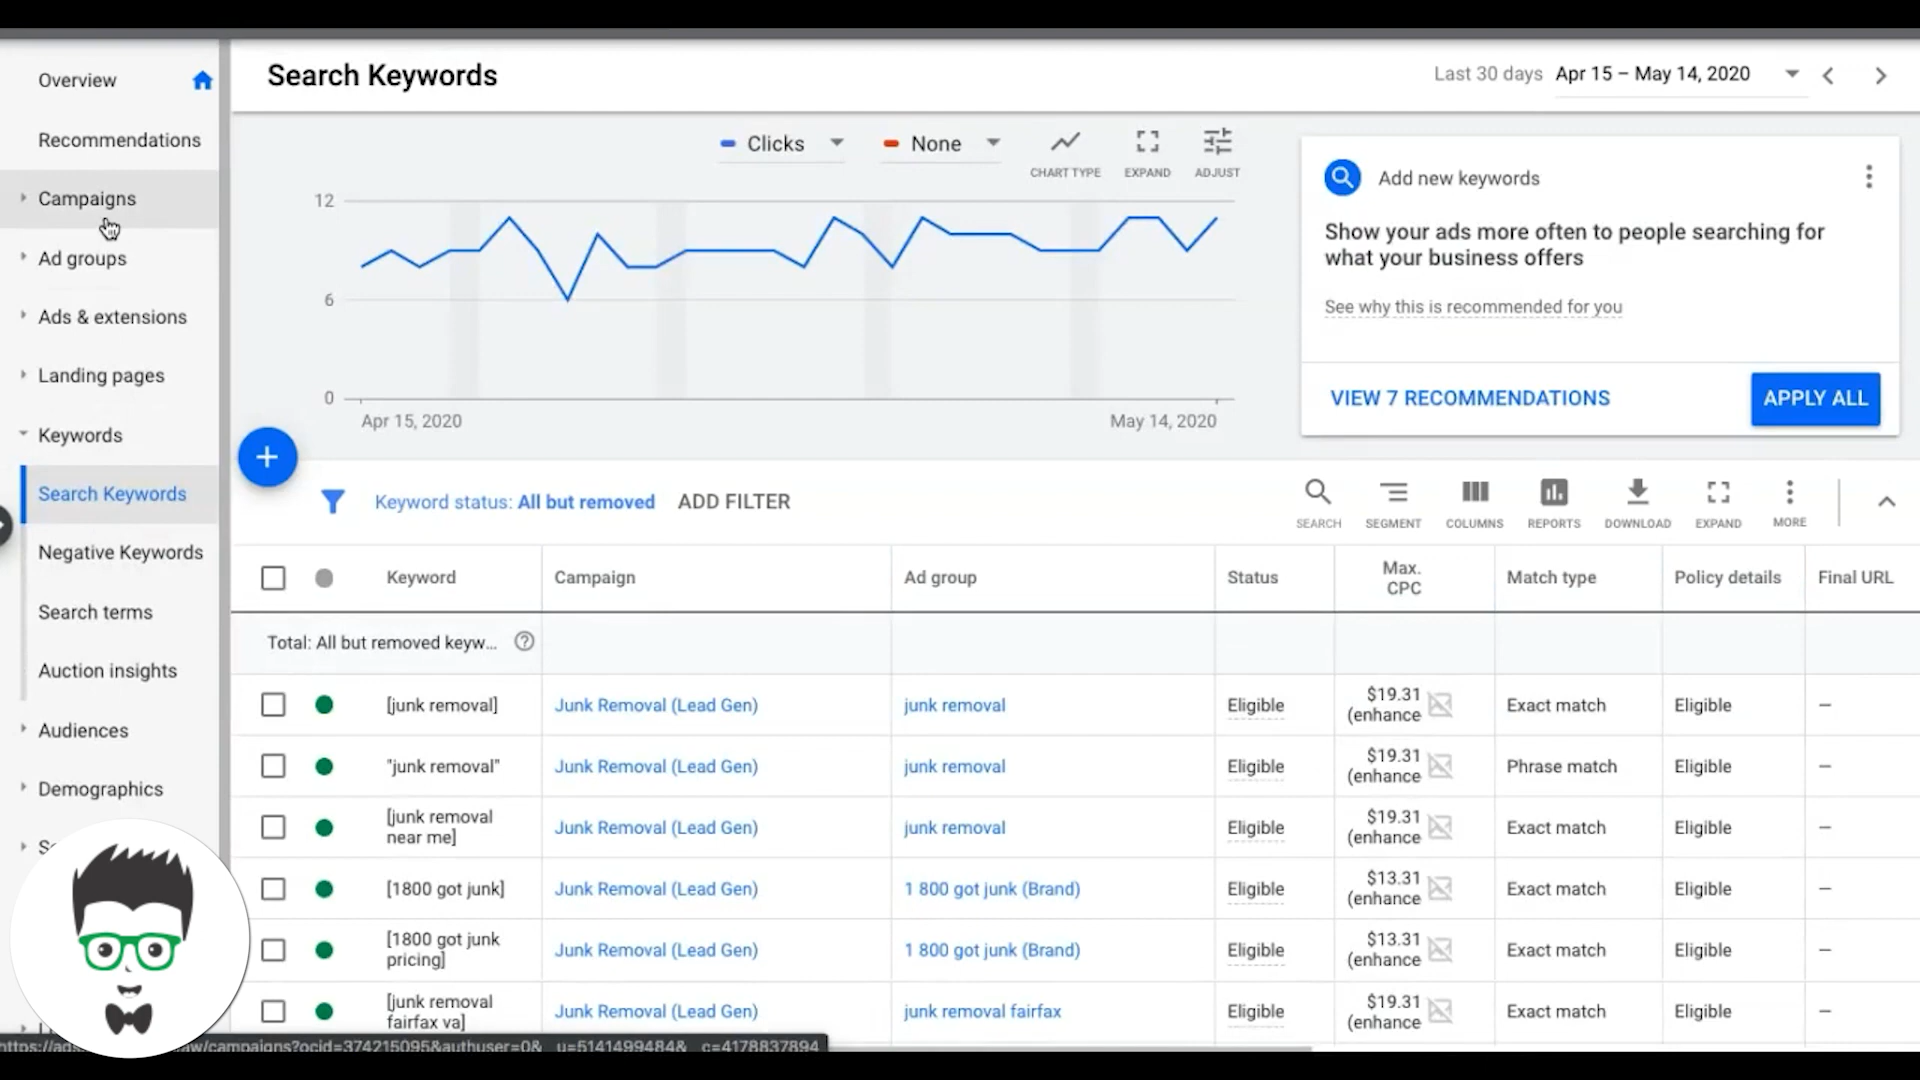 Overview
Recommendations
Campaigns
Ad groups
Ads & extensions
Landing pages
Keywords
Search Keywords
Negative Keywords
Search terms
Auction insights
Audiences
Demographics
Search Keywords
Last 30 days Apr 15 – May 14, 2020
Clicks
None
CHART TYPE
EXPAND
ADJUST
12
6
0
Apr 15, 2020
May 14, 2020
Add new keywords
Show your ads more often to people searching for
what your business offers
See why this is recommended for you
VIEW 7 RECOMMENDATIONS
APPLY ALL
Keyword status: All but removed ADD FILTER
SEARCH SEGMENT COLUMNS REPORTS DOWNLOAD EXPAND MORE
Keyword Campaign Ad group Status Max. CPC Match type Policy details Final URL
Total: All but removed keyw...
[junk removal] Junk Removal (Lead Gen) junk removal Eligible $19.31 (enhance Exact match Eligible –
"junk removal" Junk Removal (Lead Gen) junk removal Eligible $19.31 (enhance Phrase match Eligible –
[junk removal near me] Junk Removal (Lead Gen) junk removal Eligible $19.31 (enhance Exact match Eligible –
[1800 got junk] Junk Removal (Lead Gen) 1 800 got junk (Brand) Eligible $13.31 (enhance Exact match Eligible –
[1800 got junk pricing] Junk Removal (Lead Gen) 1 800 got junk (Brand) Eligible $13.31 (enhance Exact match Eligible –
[junk removal fairfax va] Junk Removal (Lead Gen) junk removal fairfax Eligible $19.31 (enhance Exact match Eligible –